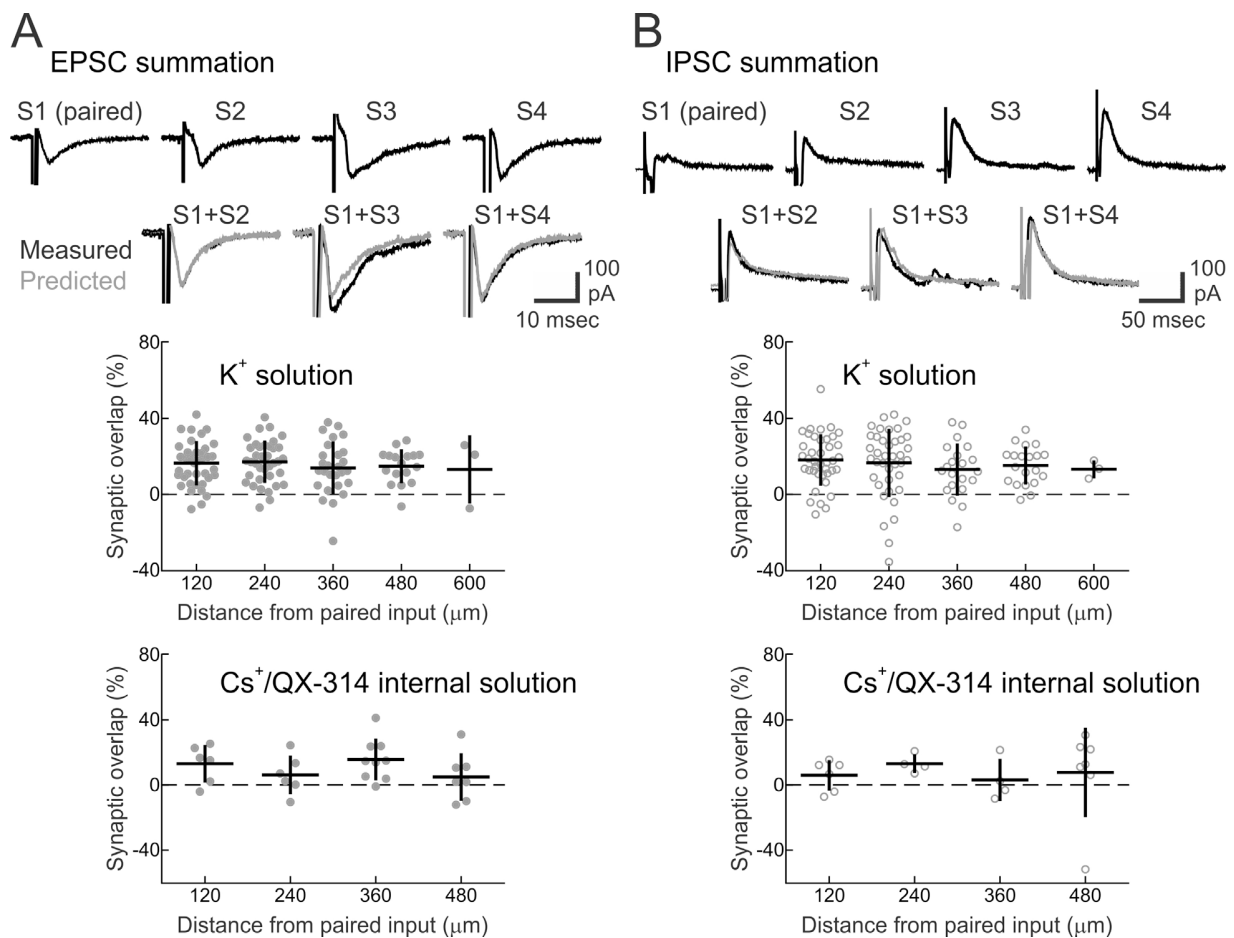 A
EPSC summation
S1 (paired) S2 S3 S4
S1+S2 S1+S3 S1+S4
Measured
Predicted
100
pA
10 msec
80
40
0
-40
Synaptic overlap (%)
K⁺ solution
120 240 360 480 600
Distance from paired input (μm)
80
40
0
-40
Synaptic overlap (%)
Cs⁺/QX-314 internal solution
120 240 360 480
Distance from paired input (μm)
B
IPSC summation
S1 (paired) S2 S3 S4
S1+S2 S1+S3 S1+S4
100
pA
50 msec
80
40
0
-40
Synaptic overlap (%)
K⁺ solution
120 240 360 480 600
Distance from paired input (μm)
80
40
0
-40
Synaptic overlap (%)
Cs⁺/QX-314 internal solution
120 240 360 480
Distance from paired input (μm)